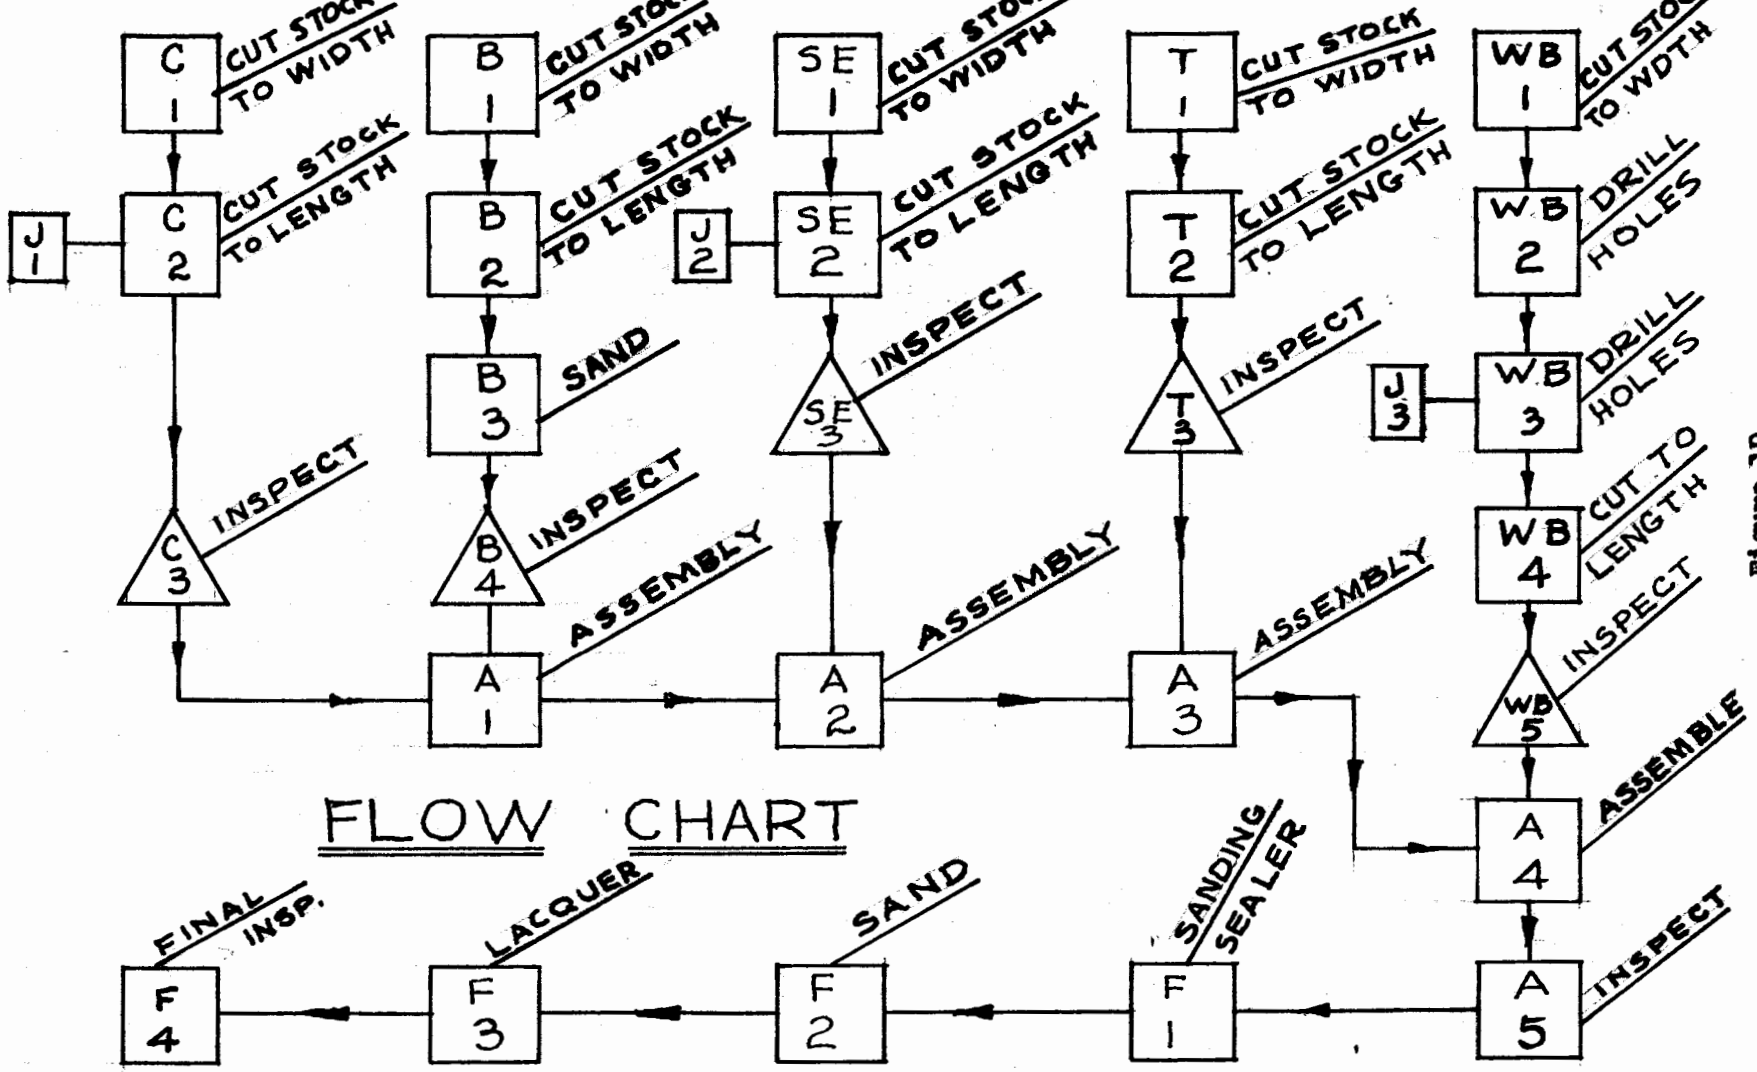 C
1
CUT STOCK
TO WIDTH
B
1
CUT STOCK
TO WIDTH
SE
1
CUT STOCK
TO WIDTH
T
1
CUT STOCK
TO WIDTH
WB
1
CUT STOCK
TO WDTH
J
1
C
2
CUT STOCK
TO LENGTH
B
2
CUT STOCK
TO LENGTH
J
2
SE
2
CUT STOCK
TO LENGTH
T
2
CUT STOCK
TO LENGTH
WB
2
DRILL
HOLES
B
3
SAND
SE
3
INSPECT
T
3
INSPECT
J
3
WB
3
DRILL
HOLES
C
3
INSPECT
B
4
INSPECT
WB
4
CUT TO
LENGTH
A
1
ASSEMBLY
A
2
ASSEMBLY
A
3
ASSEMBLY
WB
5
INSPECT
FLOW CHART
A
4
ASSEMBLE
F
4
FINAL
INSP.
F
3
LACQUER
F
2
SAND
F
1
SANDING
SEALER
A
5
INSPECT